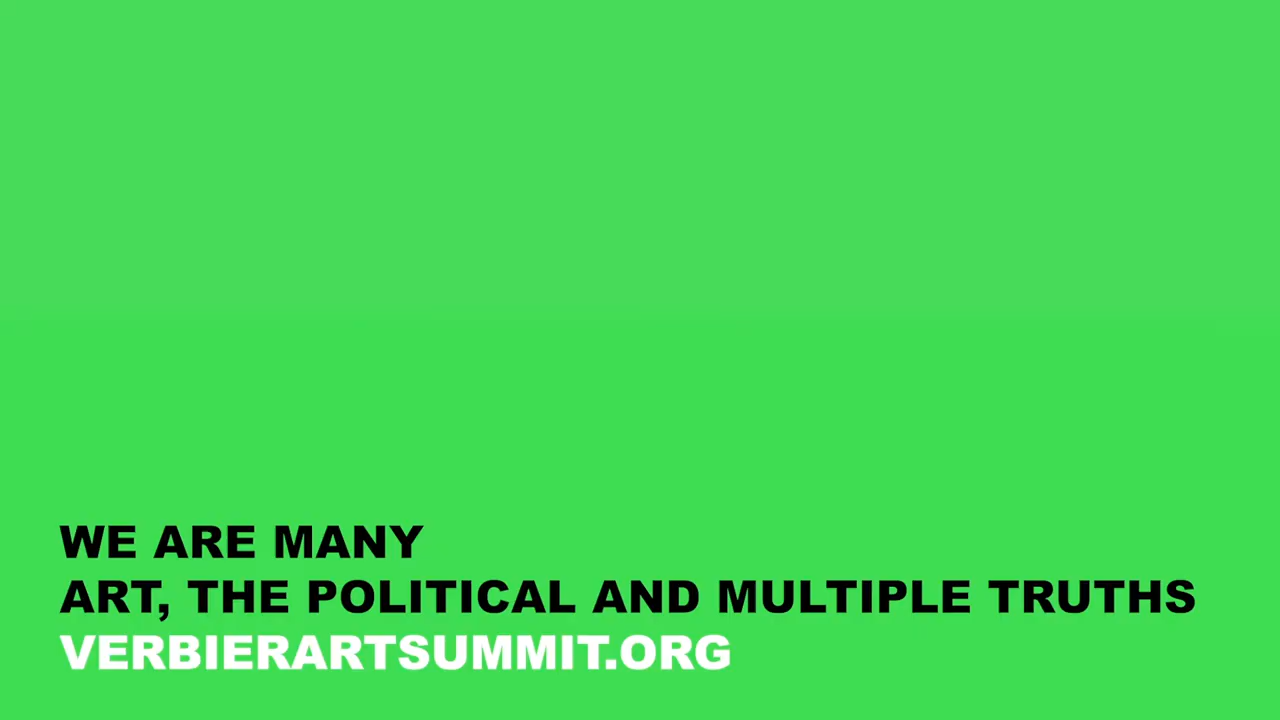 WE ARE MANY
ART, THE POLITICAL AND MULTIPLE TRUTHS
VERBIERARTSUMMIT.ORG